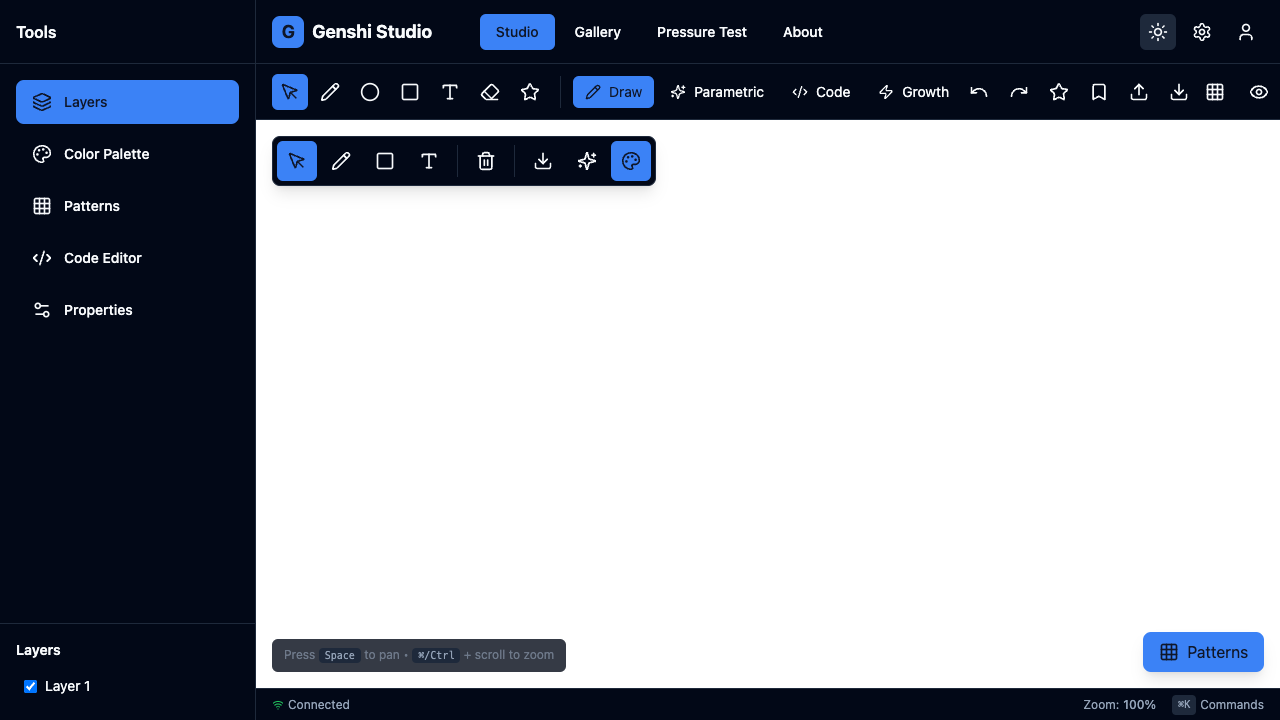 Tools
G Genshi Studio
Studio Gallery Pressure Test About
Layers
Color Palette
Patterns
Code Editor
Properties
Draw Parametric Code Growth
Press Space to pan • ⌘/Ctrl + scroll to zoom
Patterns
Layers
Layer 1
Connected
Zoom: 100% ⌘K Commands